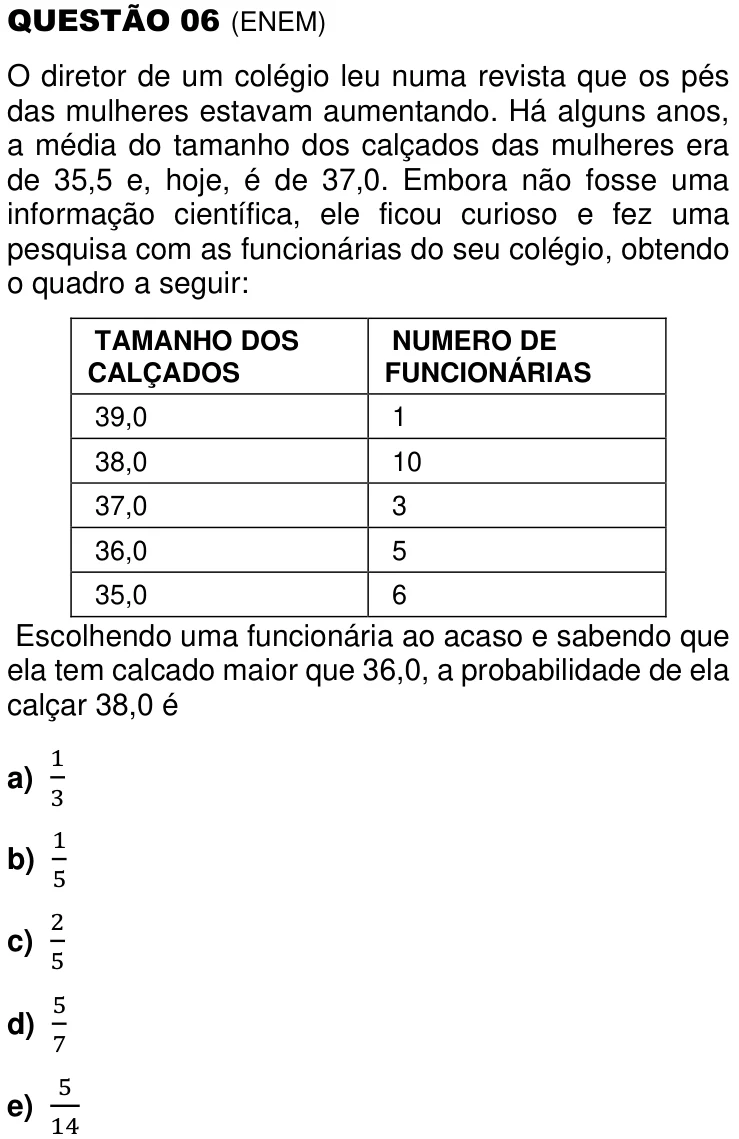 QUESTÃO 06 (ENEM)
O diretor de um colégio leu numa revista que os pés
das mulheres estavam aumentando. Há alguns anos,
a média do tamanho dos calçados das mulheres era
de 35,5 e, hoje, é de 37,0. Embora não fosse uma
informação científica, ele ficou curioso e fez uma
pesquisa com as funcionárias do seu colégio, obtendo
o quadro a seguir:
TAMANHO DOS CALÇADOS | NUMERO DE FUNCIONÁRIAS
39,0 | 1
38,0 | 10
37,0 | 3
36,0 | 5
35,0 | 6
Escolhendo uma funcionária ao acaso e sabendo que
ela tem calcado maior que 36,0, a probabilidade de ela
calçar 38,0 é
a) 1/3
b) 1/5
c) 2/5
d) 5/7
e) 5/14